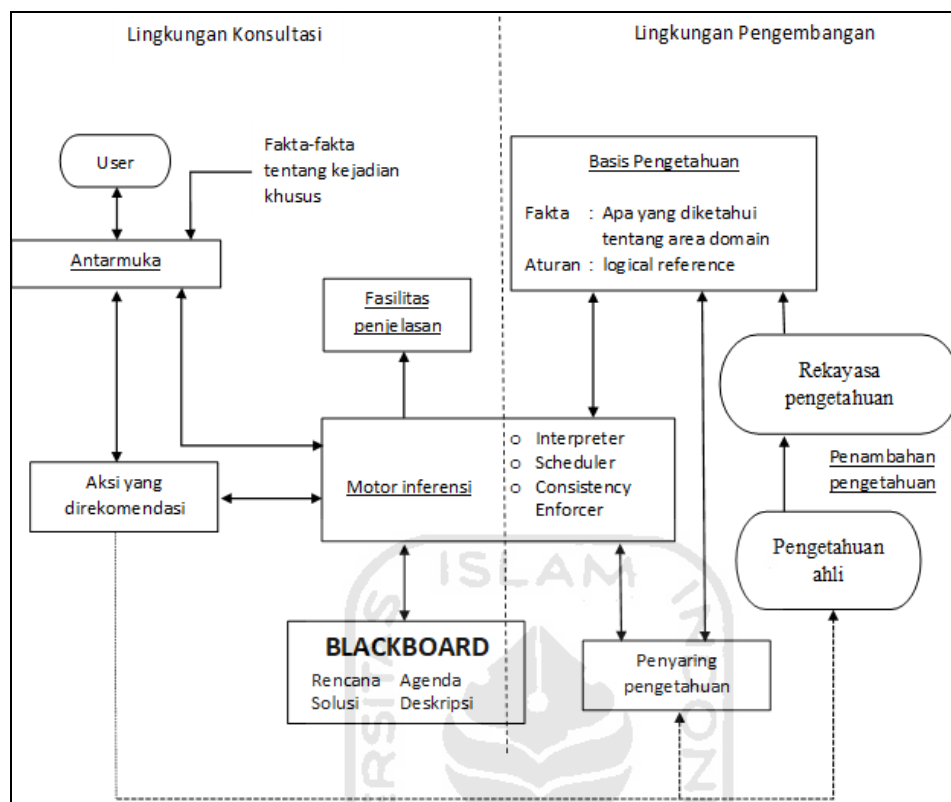 Lingkungan Konsultasi
Lingkungan Pengembangan
User
Fakta-fakta
tentang kejadian
khusus
Antarmuka
Fasilitas
penjelasan
Basis Pengetahuan
Fakta : Apa yang diketahui
tentang area domain
Aturan : logical reference
Rekayasa
pengetahuan
Penambahan
pengetahuan
Pengetahuan
ahli
Aksi yang
direkomendasi
Motor inferensi
o Interpreter
o Scheduler
o Consistency
Enforcer
BLACKBOARD
Rencana Agenda
Solusi Deskripsi
Penyaring
pengetahuan
ISLAM